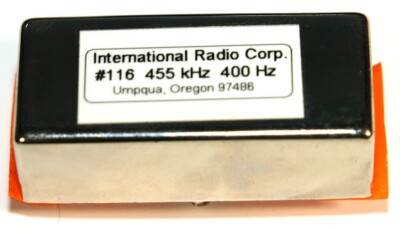 International Radio Corp.
#116 455 kHz 400 Hz
Umpqua, Oregon 97486